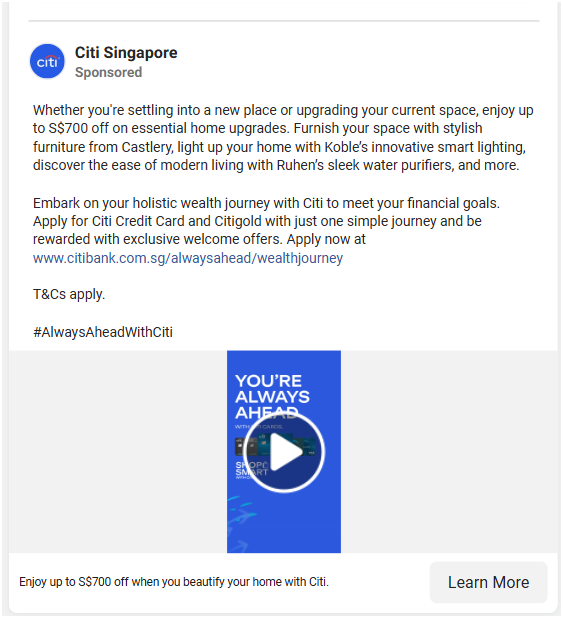 citi
Citi Singapore
Sponsored
Whether you're settling into a new place or upgrading your current space, enjoy up
to S$700 off on essential home upgrades. Furnish your space with stylish
furniture from Castlery, light up your home with Koble’s innovative smart lighting,
discover the ease of modern living with Ruhen’s sleek water purifiers, and more.
Embark on your holistic wealth journey with Citi to meet your financial goals.
Apply for Citi Credit Card and Citigold with just one simple journey and be
rewarded with exclusive welcome offers. Apply now at
www.citibank.com.sg/alwaysahead/wealthjourney
T&Cs apply.
#AlwaysAheadWithCiti
YOU'RE
ALWAYS
AHEAD
WITH CITI CARDS.
SMART
Enjoy up to S$700 off when you beautify your home with Citi.
Learn More